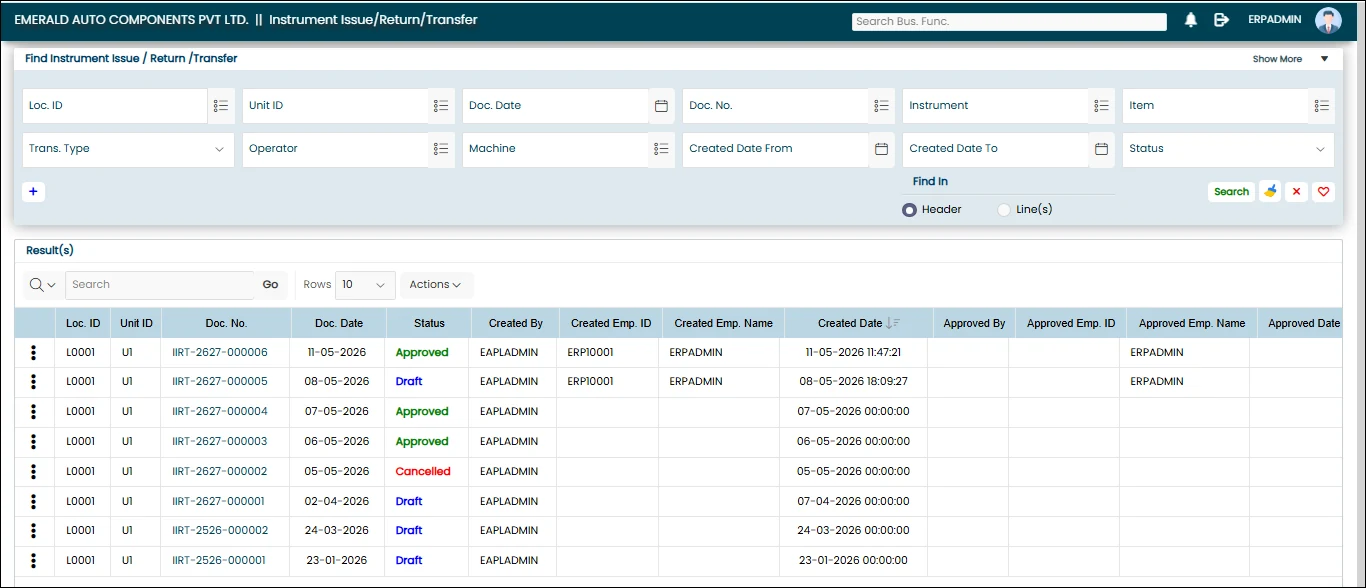 EMERALD AUTO COMPONENTS PVT LTD. || Instrument Issue/Return/Transfer Search Bus. Func. ERPADMIN
Find Instrument Issue / Return /Transfer Show More
Loc. ID Unit ID Doc. Date Doc. No. Instrument Item
Trans. Type Operator Machine Created Date From Created Date To Status
Find In
+ Search
Header Line(s)
Result(s)
Search Go Rows 10 Actions
Loc. ID Unit ID Doc. No. Doc. Date Status Created By Created Emp. ID Created Emp. Name Created Date Approved By Approved Emp. ID Approved Emp. Name Approved Date
L0001 U1 IIRT-2627-000006 11-05-2026 Approved EAPLADMIN ERP10001 ERPADMIN 11-05-2026 11:47:21 ERPADMIN
L0001 U1 IIRT-2627-000005 08-05-2026 Draft EAPLADMIN ERP10001 ERPADMIN 08-05-2026 18:09:27 ERPADMIN
L0001 U1 IIRT-2627-000004 07-05-2026 Approved EAPLADMIN 07-05-2026 00:00:00
L0001 U1 IIRT-2627-000003 06-05-2026 Approved EAPLADMIN 06-05-2026 00:00:00
L0001 U1 IIRT-2627-000002 05-05-2026 Cancelled EAPLADMIN 05-05-2026 00:00:00
L0001 U1 IIRT-2627-000001 02-04-2026 Draft EAPLADMIN 07-04-2026 00:00:00
L0001 U1 IIRT-2526-000002 24-03-2026 Draft EAPLADMIN 24-03-2026 00:00:00
L0001 U1 IIRT-2526-000001 23-01-2026 Draft EAPLADMIN 23-01-2026 00:00:00